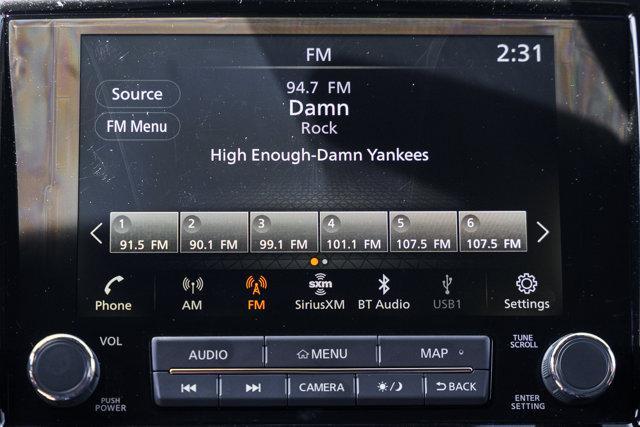 FM
2:31
Source
94.7 FM
Damn
FM Menu
Rock
High Enough-Damn Yankees
1 2 3 4 5 6
91.5 FM 90.1 FM 99.1 FM 101.1 FM 107.5 FM 107.5 FM
sxm
Phone AM FM SiriusXM BT Audio USB1 Settings
VOL
TUNE
SCROLL
AUDIO MENU MAP
CAMERA BACK
PUSH
POWER
ENTER
SETTING